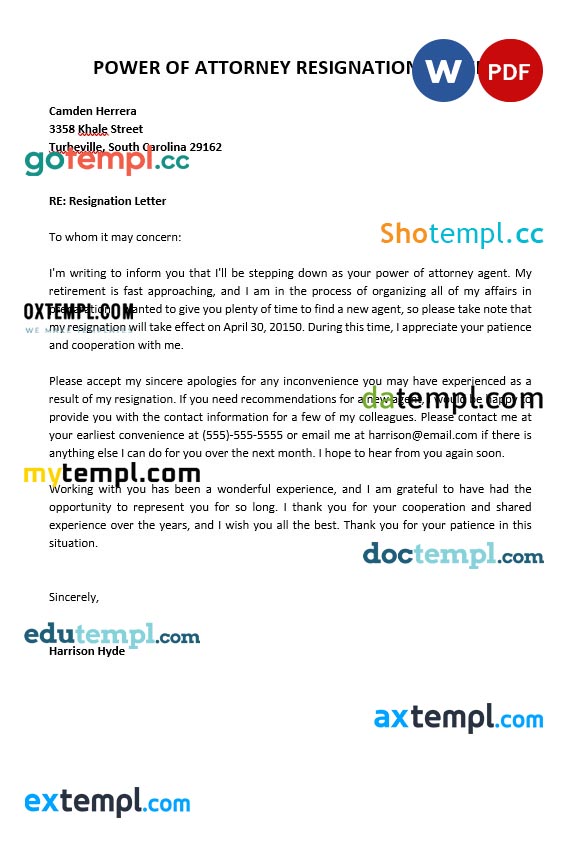 POWER OF ATTORNEY RESIGNATION
W
PDF
Camden Herrera
3358 Khale Street
Turbeville, South Carolina 29162
gotempl.cc
RE: Resignation Letter
To whom it may concern:
Shotempl.cc
I'm writing to inform you that I'll be stepping down as your power of attorney agent. My
retirement is fast approaching, and I am in the process of organizing all of my affairs in
preparation. I wanted to give you plenty of time to find a new agent, so please take note that
OXTEMPL.COM
my resignation will take effect on April 30, 20150. During this time, I appreciate your patience
and cooperation with me.
Please accept my sincere apologies for any inconvenience you may have experienced as a
result of my resignation. If you need recommendations for a new agent, I would be happy to
datempl.com
provide you with the contact information for a few of my colleagues. Please contact me at
your earliest convenience at (555)-555-5555 or email me at harrison@email.com if there is
anything else I can do for you over the next month. I hope to hear from you again soon.
mytempl.com
Working with you has been a wonderful experience, and I am grateful to have had the
opportunity to represent you for so long. I thank you for your cooperation and shared
experience over the years, and I wish you all the best. Thank you for your patience in this
situation.
doctempl.com
Sincerely,
edutempl.com
Harrison Hyde
axtempl.com
extempl.com